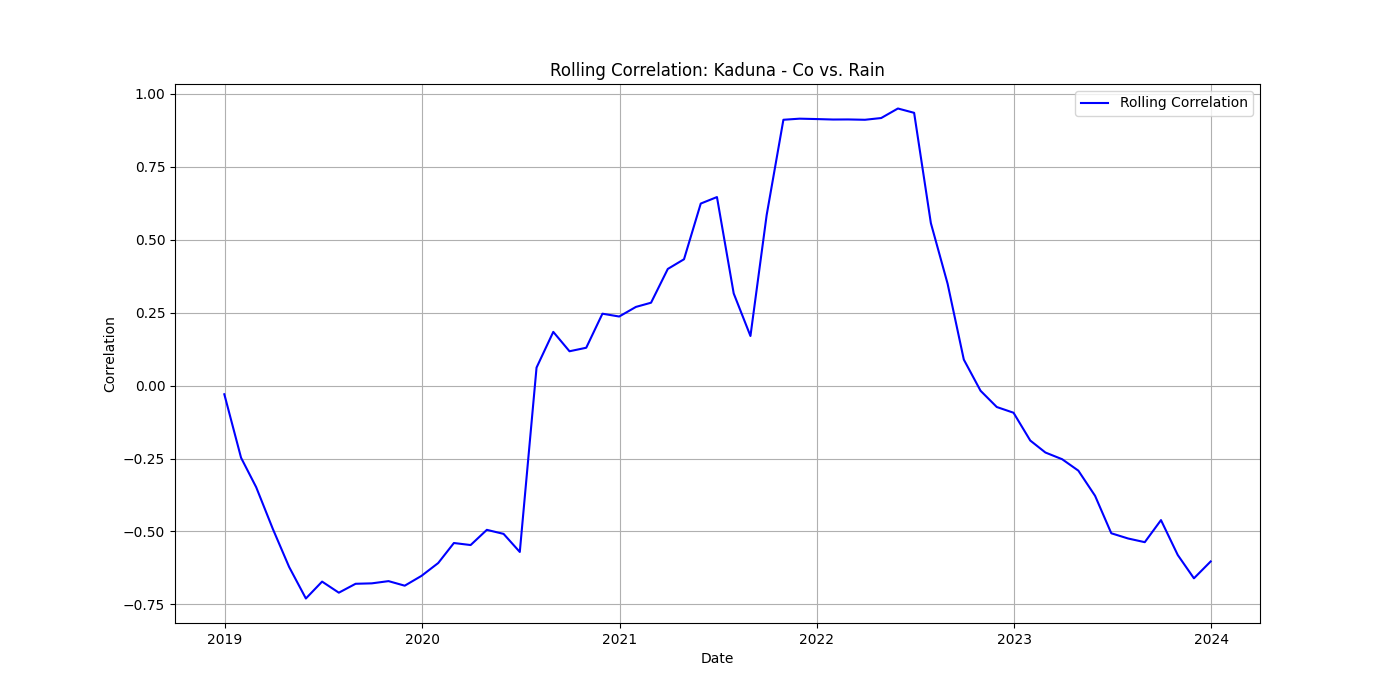 Rolling Correlation: Kaduna - Co vs. Rain
Rolling Correlation
Correlation
1.00
0.75
0.50
0.25
0.00
−0.25
−0.50
−0.75
2019 2020 2021 2022 2023 2024
Date